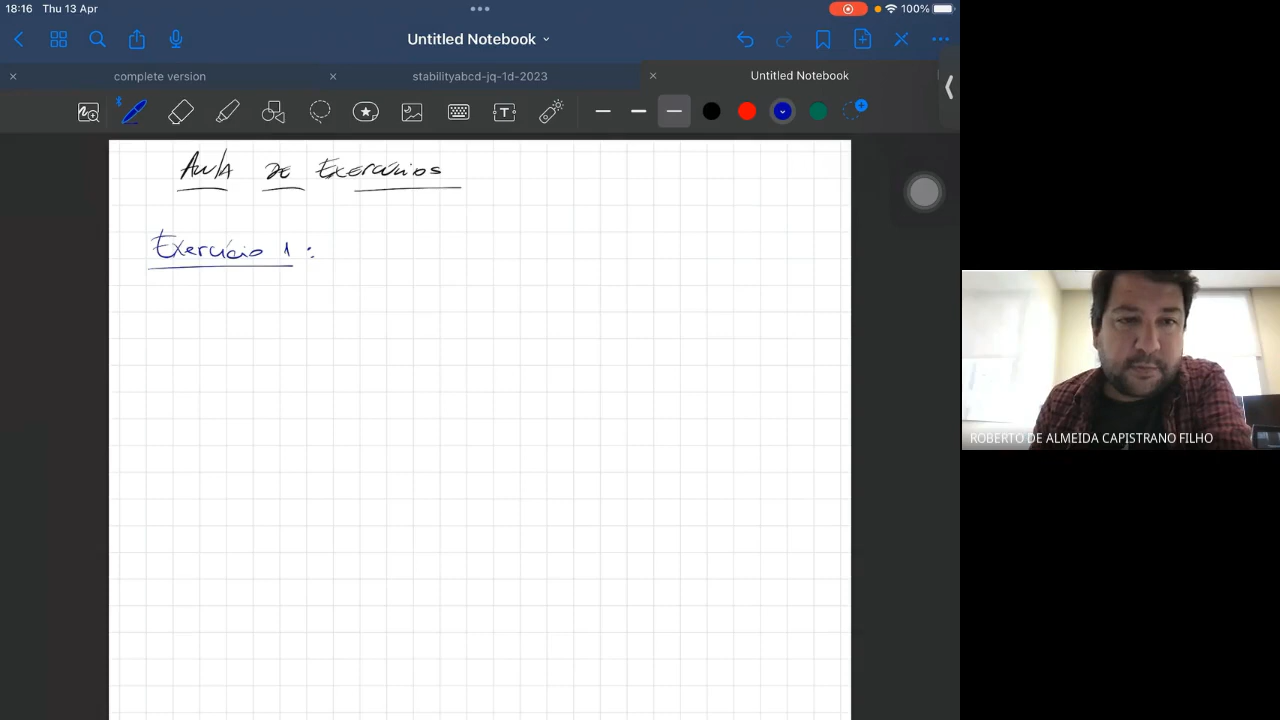 18:16 Thu 13 Apr
100%
Untitled Notebook
complete version
stabilityabcd-jq-1d-2023
Untitled Notebook
T
Aula de Exercícios
Exercício 1:
ROBERTO DE ALMEIDA CAPISTRANO FILHO